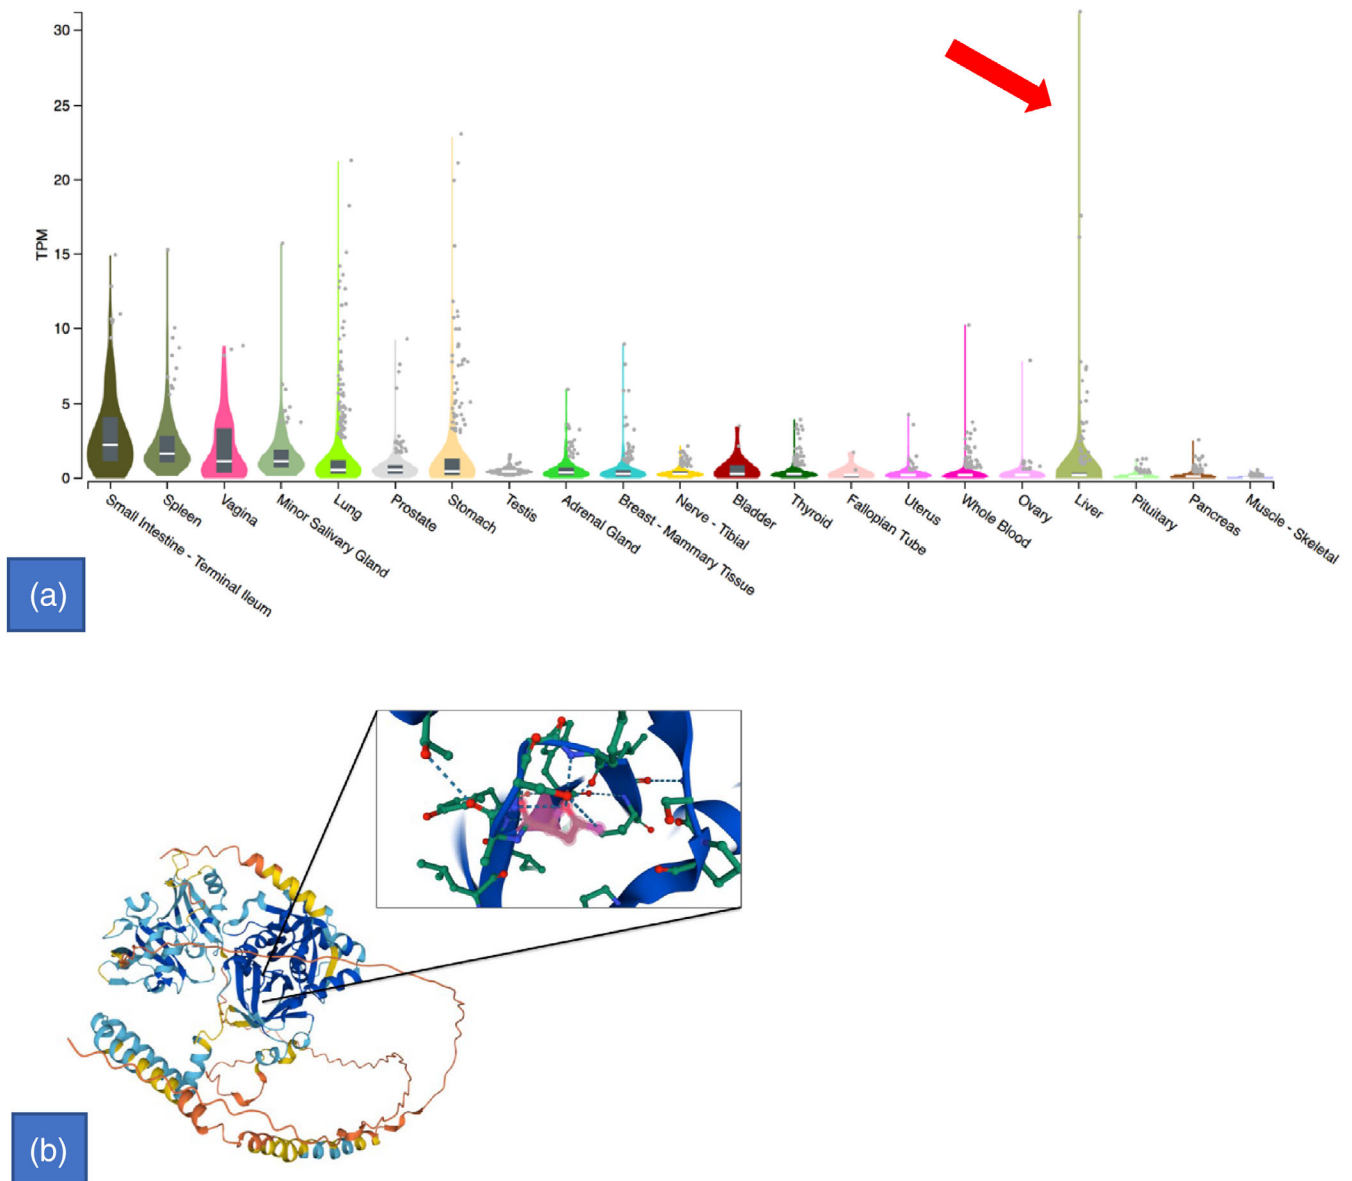 30
25
20
15
10
5
0
TPM
Small Intestine - Terminal Ileum
Spleen
Vagina
Minor Salivary Gland
Lung
Prostate
Stomach
Testis
Adrenal Gland
Breast - Mammary Tissue
Nerve - Tibial
Bladder
Thyroid
Fallopian Tube
Uterus
Whole Blood
Ovary
Liver
Pituitary
Pancreas
Muscle - Skeletal
(a)
(b)